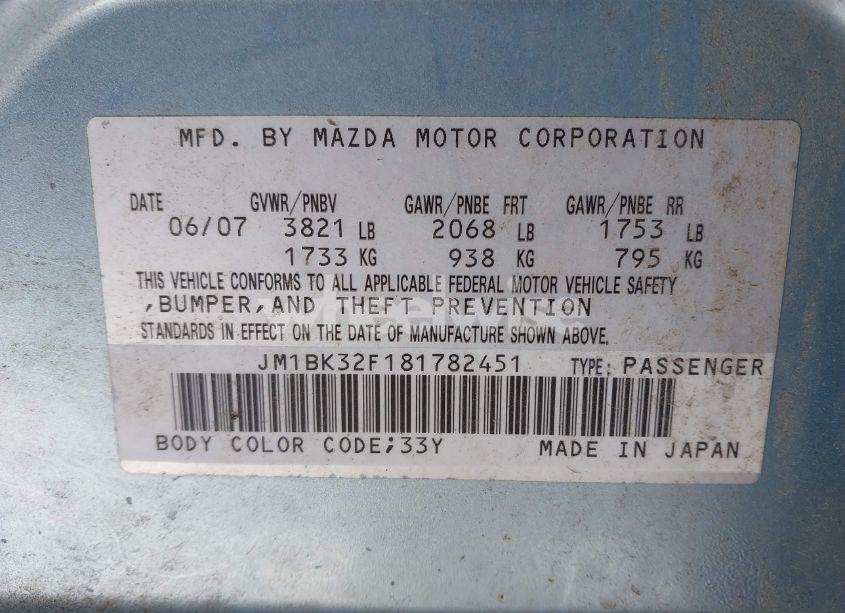 MFD. BY MAZDA MOTOR CORPORATION
DATE GVWR/PNBV GAWR/PNBE FRT GAWR/PNBE RR
06/07 3821 LB 2068 LB 1753 LB
1733 KG 938 KG 795 KG
THIS VEHICLE CONFORMS TO ALL APPLICABLE FEDERAL MOTOR VEHICLE SAFETY
,BUMPER,AND THEFT PREVENTION
STANDARDS IN EFFECT ON THE DATE OF MANUFACTURE SHOWN ABOVE.
JM1BK32F181782451 TYPE: PASSENGER
BODY COLOR CODE;33Y MADE IN JAPAN